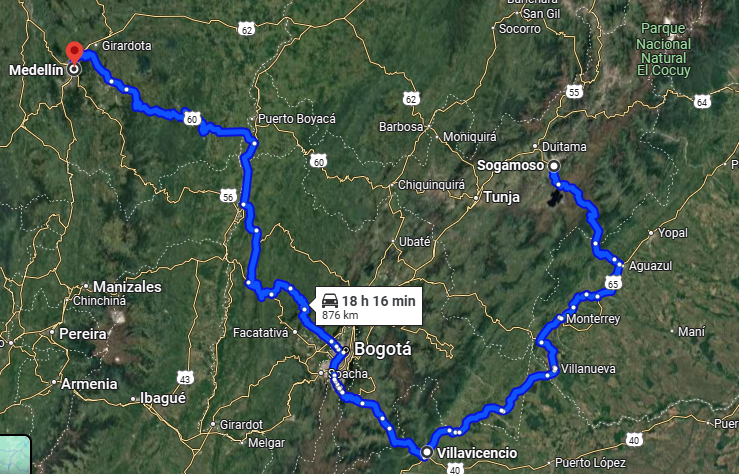 Bancharia
San Gil
Socorro
62
Girardota
Medellín
Parque
Nacional
Natural
El Cocuy
55
64
62
60
Puerto Boyacá
Barbosa
Moniquirá
Duitama
60
Sogamoso
Chiquinquirá
56
Tunja
Yopal
Ubaté
Aguazul
65
Manizales
Chinchiná
18 h 16 min
876 km
Monterrey
Maní
Pereira
Facatativá
Bogotá
Soacha
Villanueva
43
Armenia
Ibagué
Girardot
Melgar
Villavicencio
40
40
Puerto López